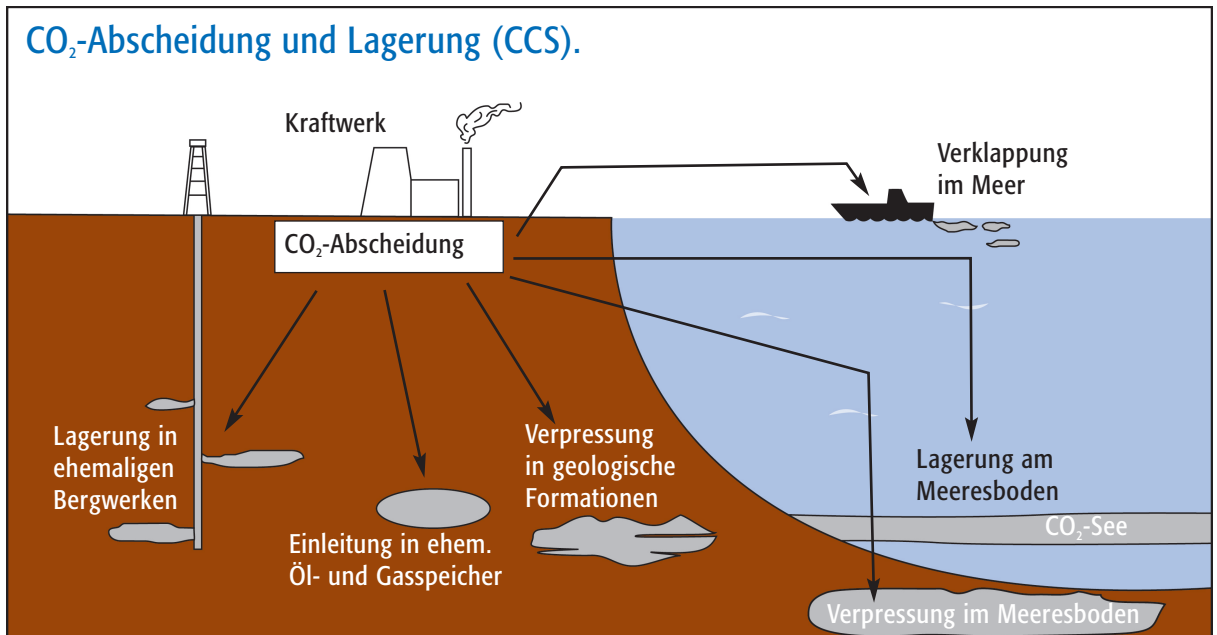 CO₂-Abscheidung und Lagerung (CCS).
Kraftwerk
Verklappung
im Meer
CO₂-Abscheidung
Lagerung in
ehemaligen
Bergwerken
Einleitung in ehem.
Öl- und Gasspeicher
Verpressung
in geologische
Formationen
Lagerung am
Meeresboden
CO₂-See
Verpressung im Meeresboden